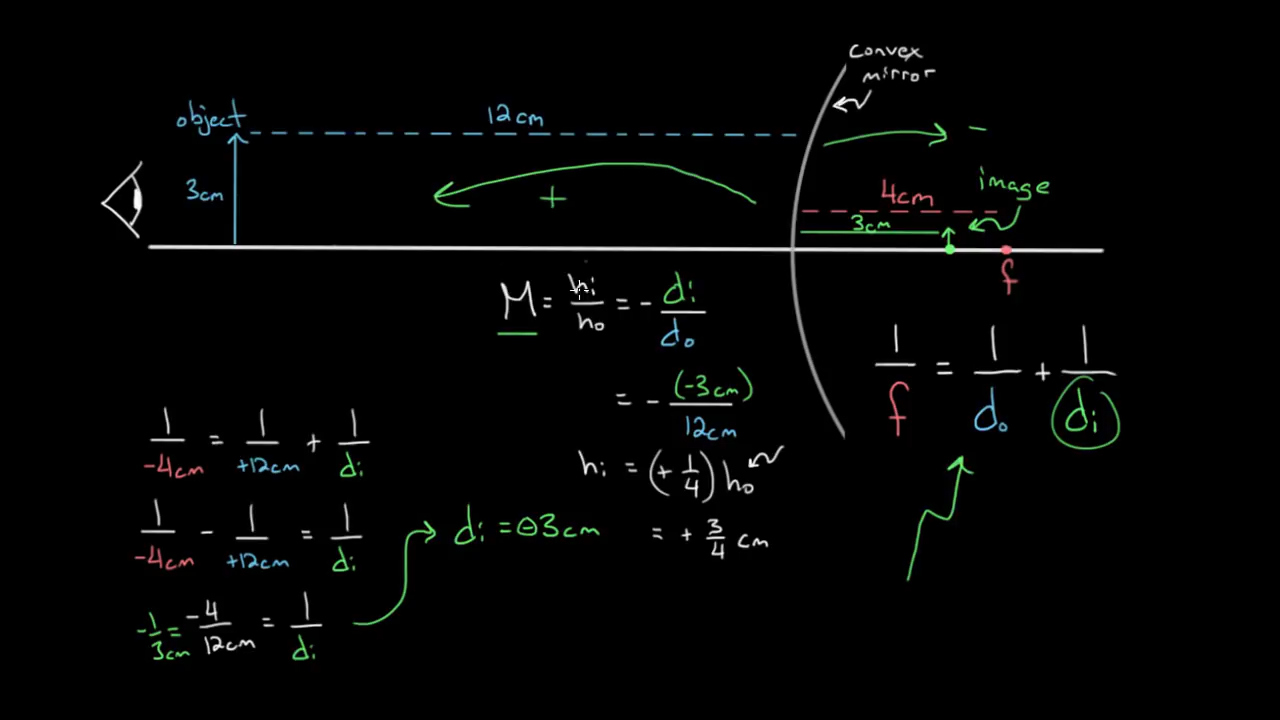 convex
mirror
object
12cm
-
3cm
+
4cm
image
3cm
f
M = hi/ho = - di/do
1/f = 1/do + 1/di
= - (-3cm)/12cm
1/-4cm = 1/+12cm + 1/di
hi = (+ 1/4) ho
1/-4cm - 1/+12cm = 1/di
di = -3cm
= + 3/4 cm
-1/3cm = -4/12cm = 1/di